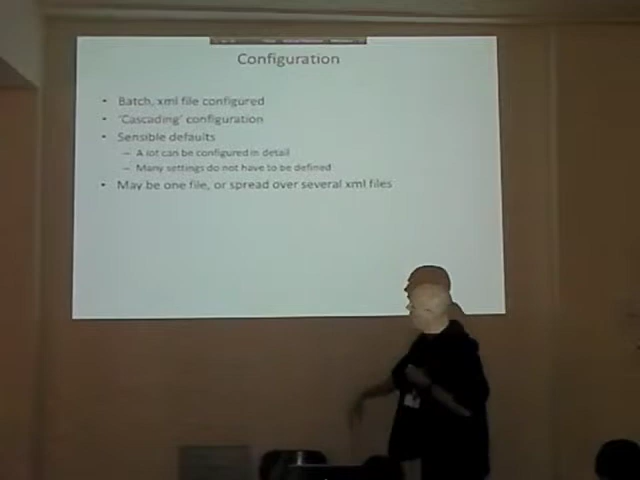 Configuration
• Batch, xml file configured
• 'Cascading' configuration
• Sensible defaults
– A lot can be configured in detail
– Many settings do not have to be defined
• May be one file, or spread over several xml files